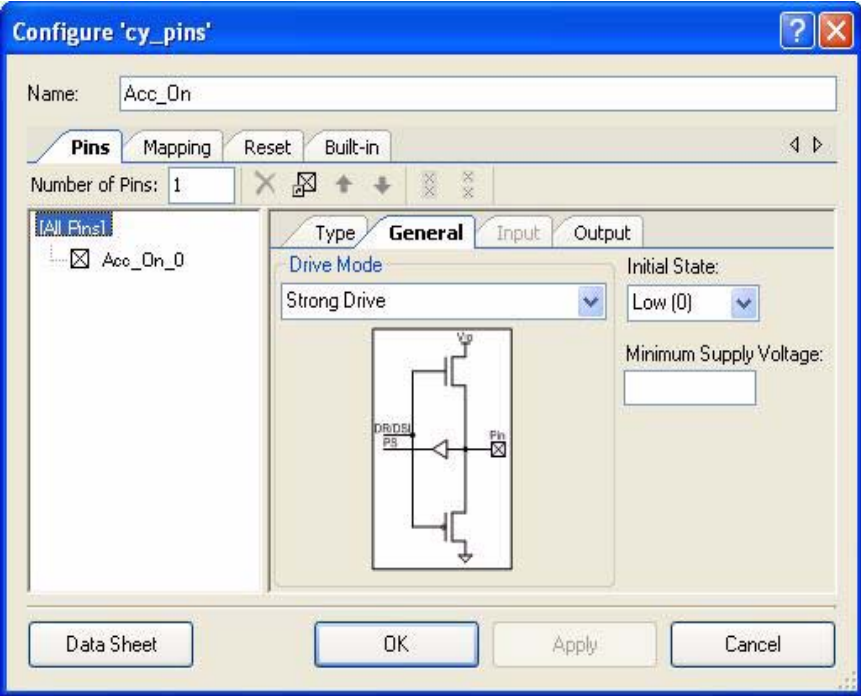 Configure 'cy_pins'
Name: Acc_On
Pins Mapping Reset Built-in
Number of Pins: 1
[All Pins]
Acc_On_0
Type General Input Output
Drive Mode
Initial State:
Strong Drive
Low (0)
Minimum Supply Voltage:
Vio
DR/DSI
PS
Pin
Data Sheet OK Apply Cancel